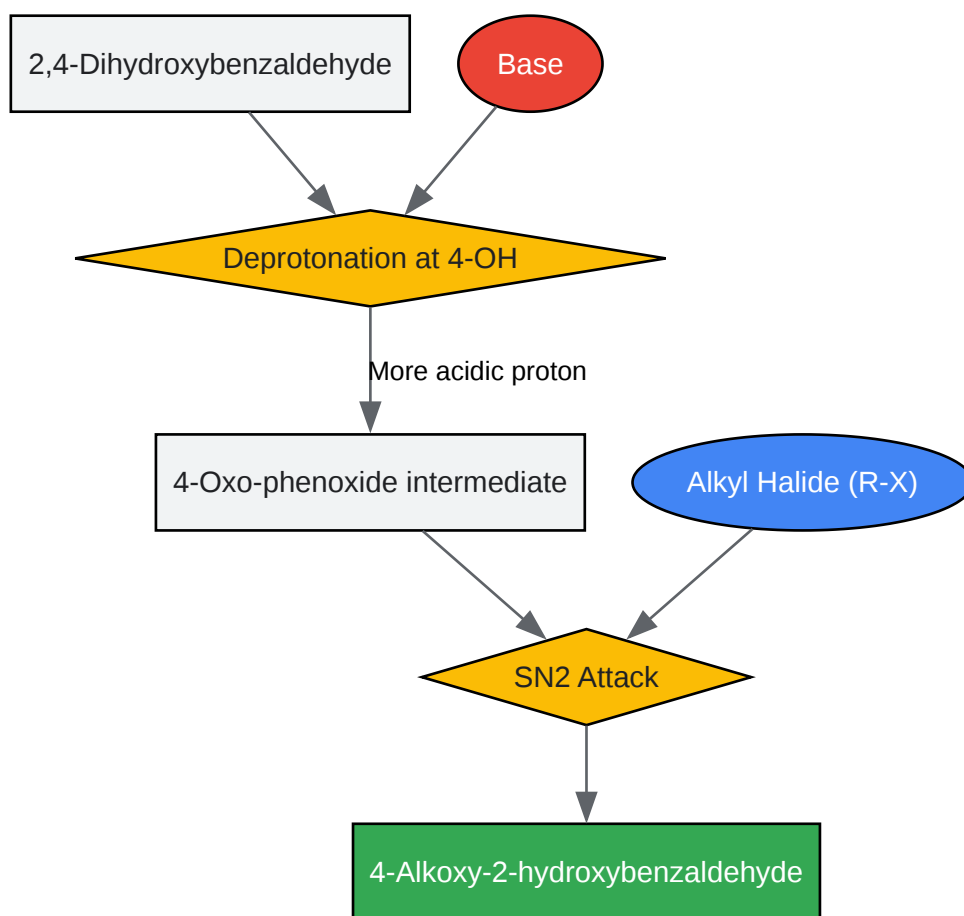 2,4-Dihydroxybenzaldehyde
Base
Deprotonation at 4-OH
More acidic proton
4-Oxo-phenoxide intermediate
Alkyl Halide (R-X)
SN2 Attack
4-Alkoxy-2-hydroxybenzaldehyde